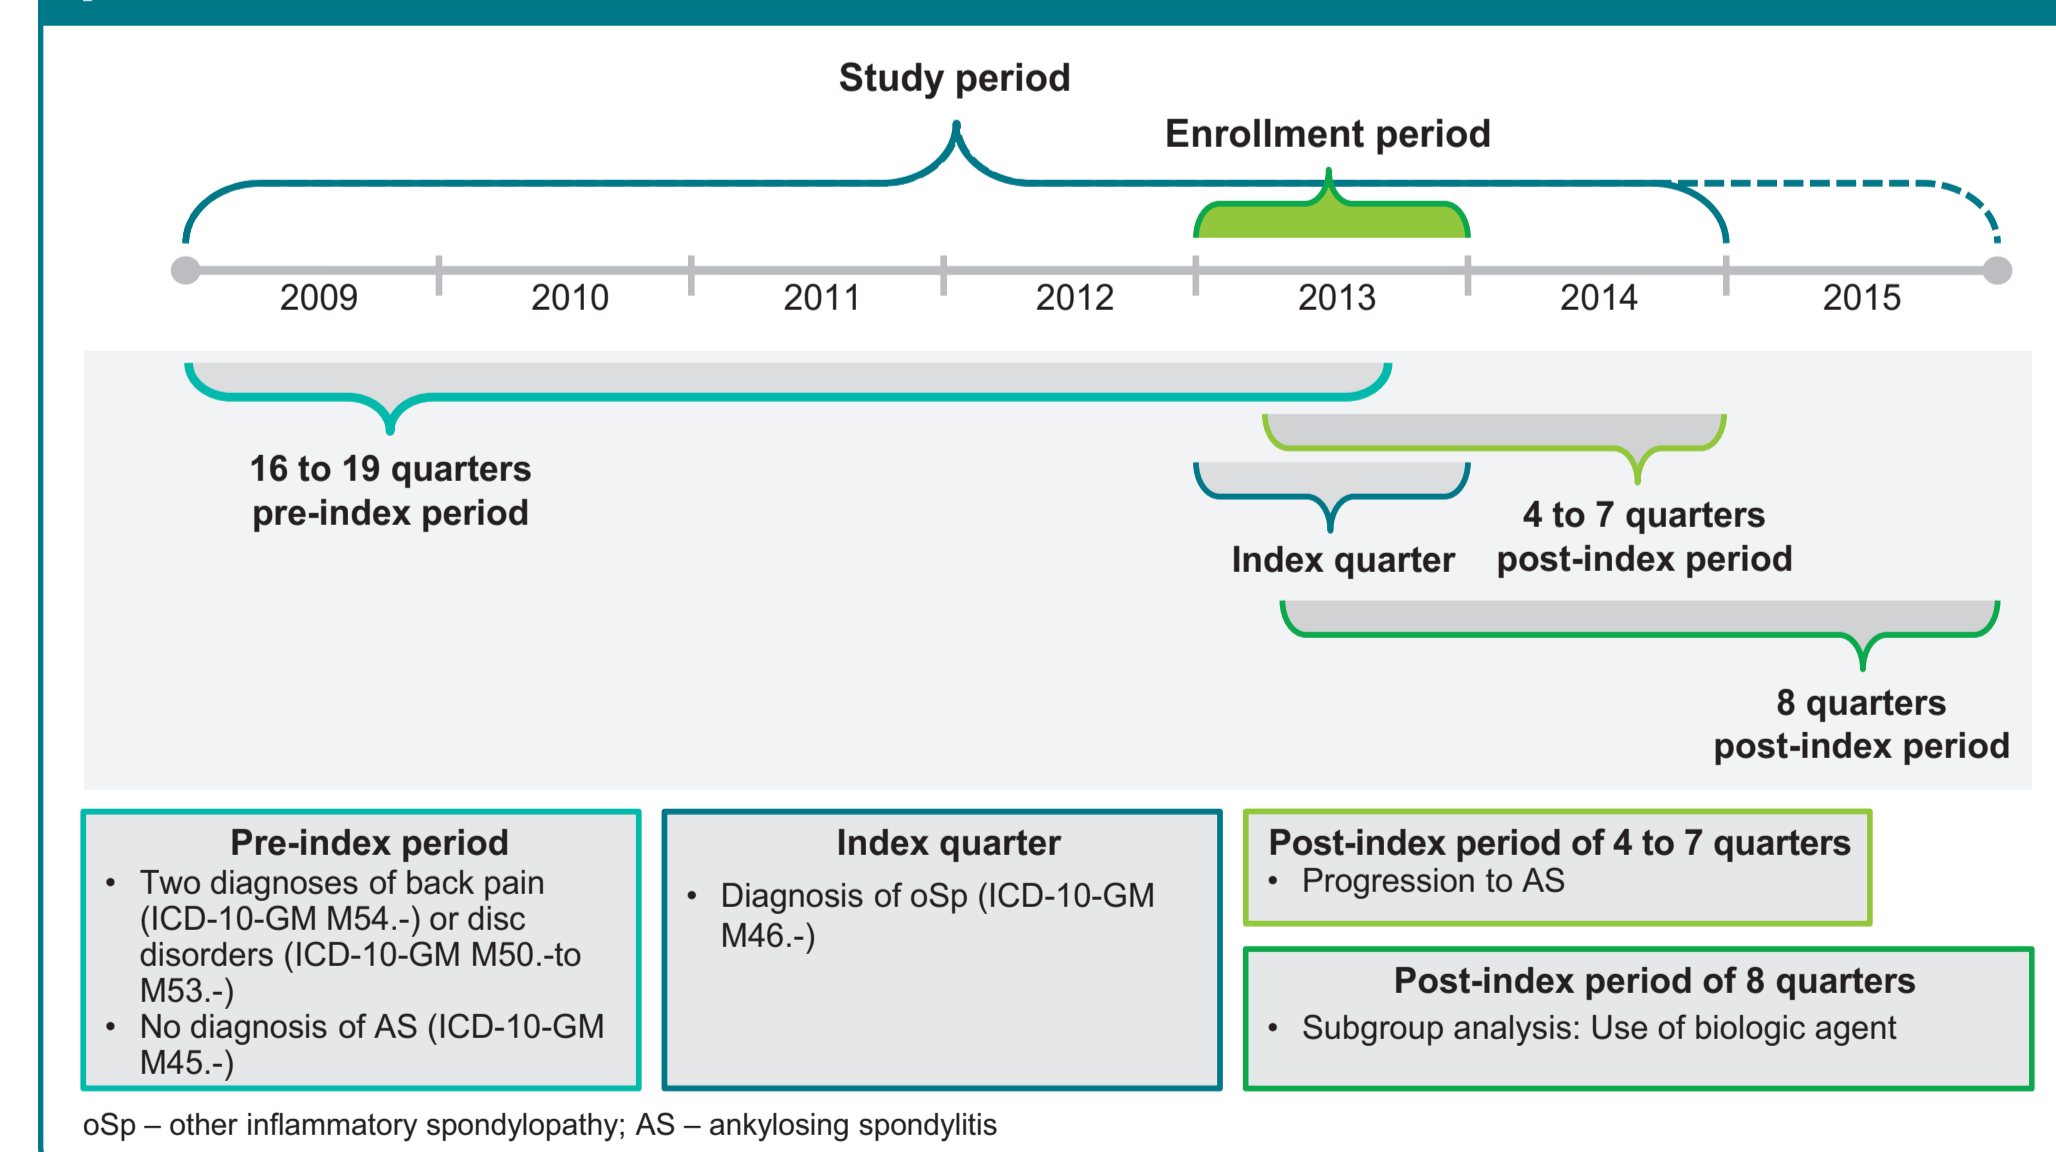 Study period
Enrollment period
2009
2010
2011
2012
2013
2014
2015
16 to 19 quarters
pre-index period
4 to 7 quarters
post-index period
Index quarter
8 quarters
post-index period
Pre-index period
• Two diagnoses of back pain
(ICD-10-GM M54.-) or disc
disorders (ICD-10-GM M50.-to
M53.-)
• No diagnosis of AS (ICD-10-GM
M45.-)
Index quarter
• Diagnosis of oSp (ICD-10-GM
M46.-)
Post-index period of 4 to 7 quarters
• Progression to AS
Post-index period of 8 quarters
• Subgroup analysis: Use of biologic agent
oSp – other inflammatory spondylopathy; AS – ankylosing spondylitis